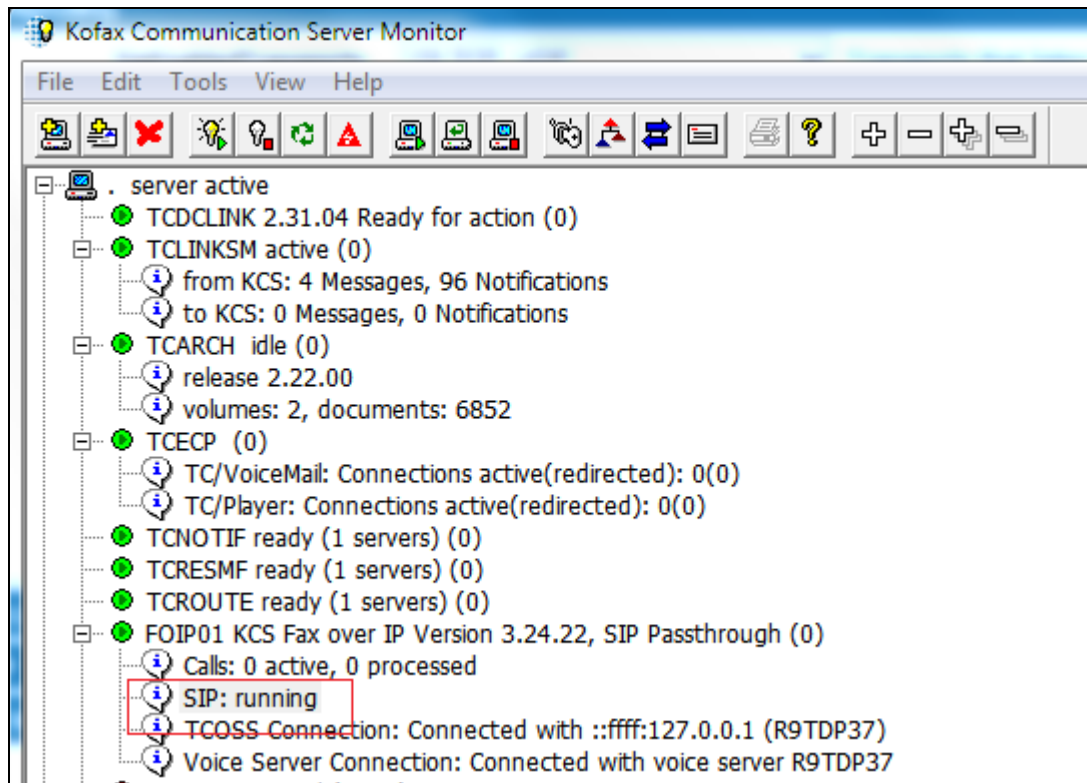 Kofax Communication Server Monitor
File Edit Tools View Help
. server active
TCDCLINK 2.31.04 Ready for action (0)
TCLINKSM active (0)
from KCS: 4 Messages, 96 Notifications
to KCS: 0 Messages, 0 Notifications
TCARCH idle (0)
release 2.22.00
volumes: 2, documents: 6852
TCECP (0)
TC/VoiceMail: Connections active(redirected): 0(0)
TC/Player: Connections active(redirected): 0(0)
TCNOTIF ready (1 servers) (0)
TCRESMF ready (1 servers) (0)
TCROUTE ready (1 servers) (0)
FOIP01 KCS Fax over IP Version 3.24.22, SIP Passthrough (0)
Calls: 0 active, 0 processed
SIP: running
TCOSS Connection: Connected with ::ffff:127.0.0.1 (R9TDP37)
Voice Server Connection: Connected with voice server R9TDP37